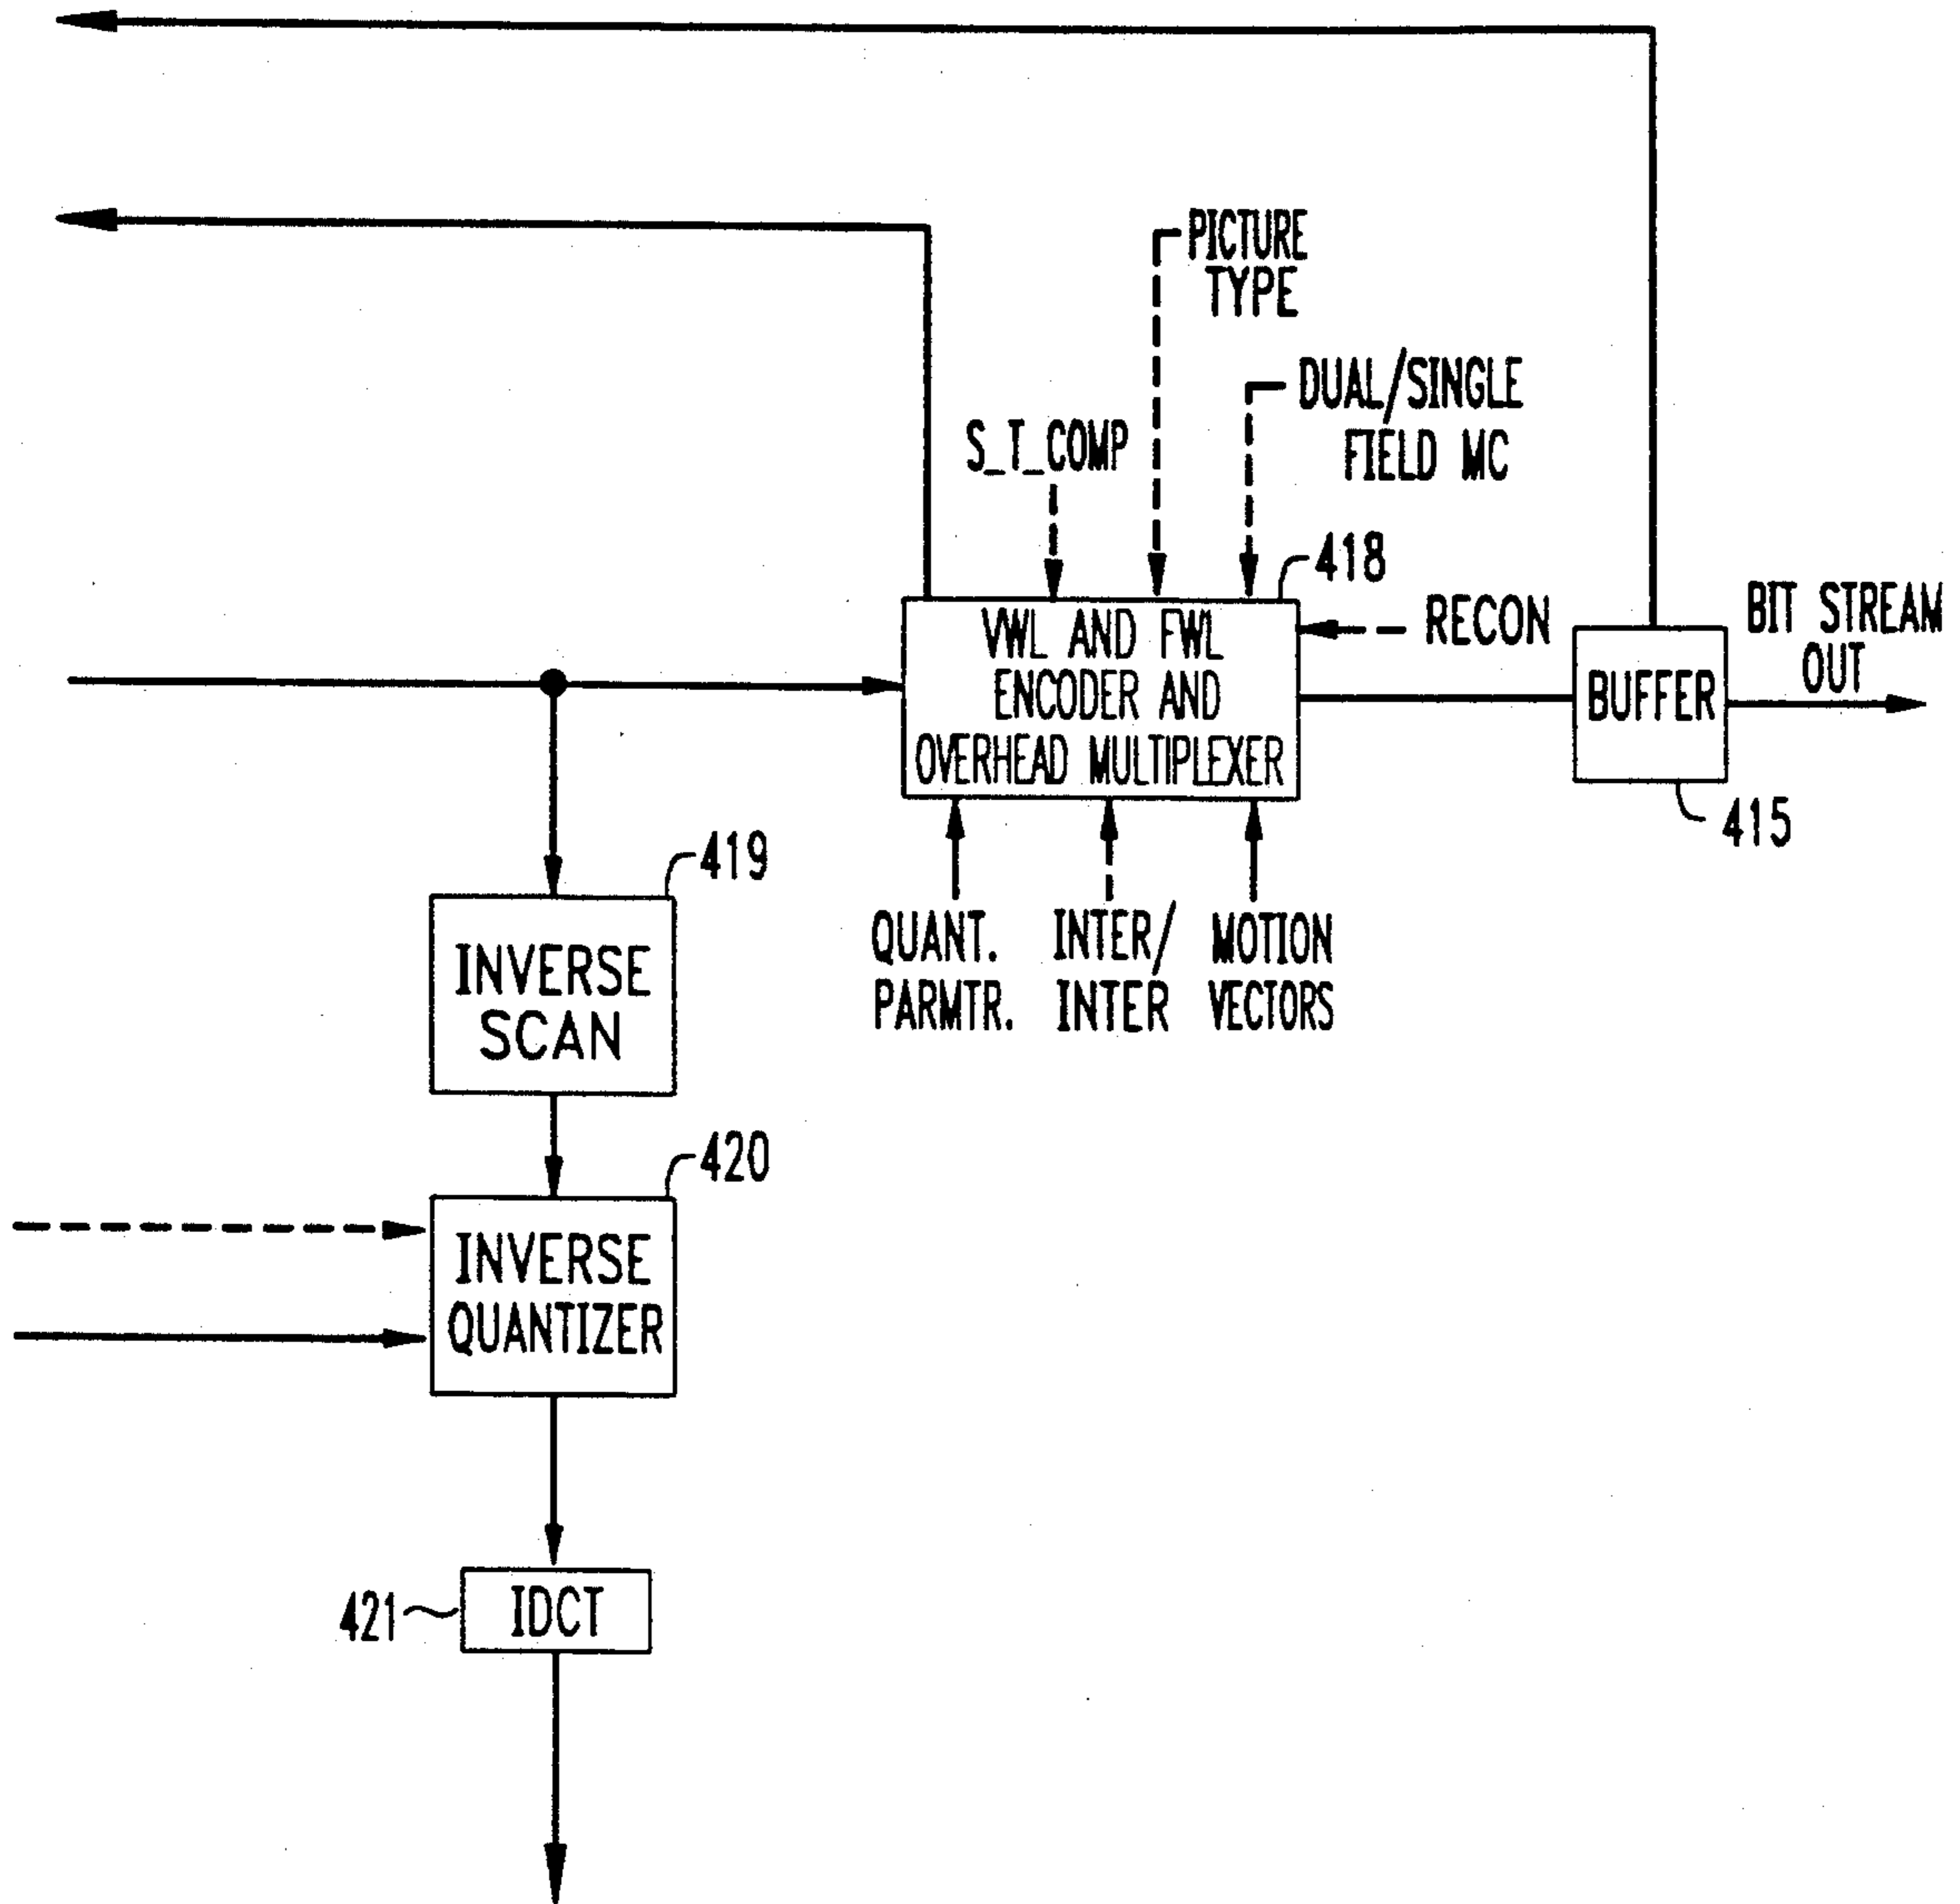 PICTURE
TYPE
DUAL/SINGLE
FIELD MC
S_T_COMP
418
VWL AND FWL
ENCODER AND
OVERHEAD MULTIPLEXER
RECON
BUFFER
BIT STREAM
OUT
415
419
QUANT.
PARMTR.
INTER/
INTER
MOTION
VECTORS
INVERSE
SCAN
420
INVERSE
QUANTIZER
421
IDCT